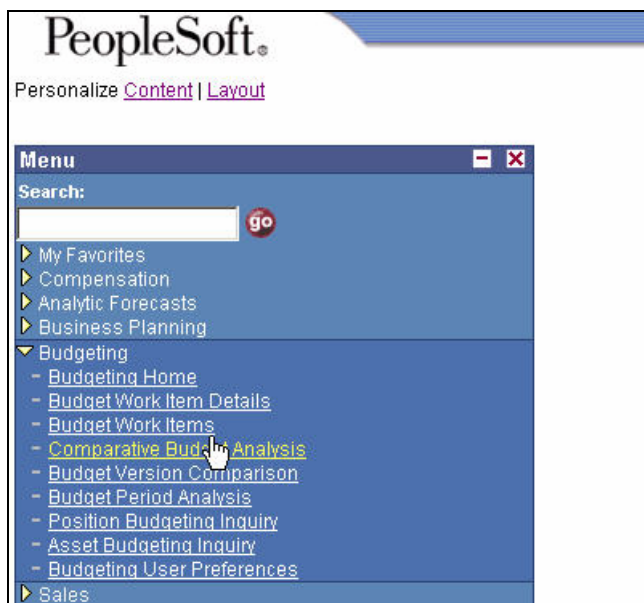 PeopleSoft®
Personalize Content | Layout
Menu
Search:
go
My Favorites
Compensation
Analytic Forecasts
Business Planning
Budgeting
- Budgeting Home
- Budget Work Item Details
- Budget Work Items
- Comparative Budget Analysis
- Budget Version Comparison
- Budget Period Analysis
- Position Budgeting Inquiry
- Asset Budgeting Inquiry
- Budgeting User Preferences
Sales